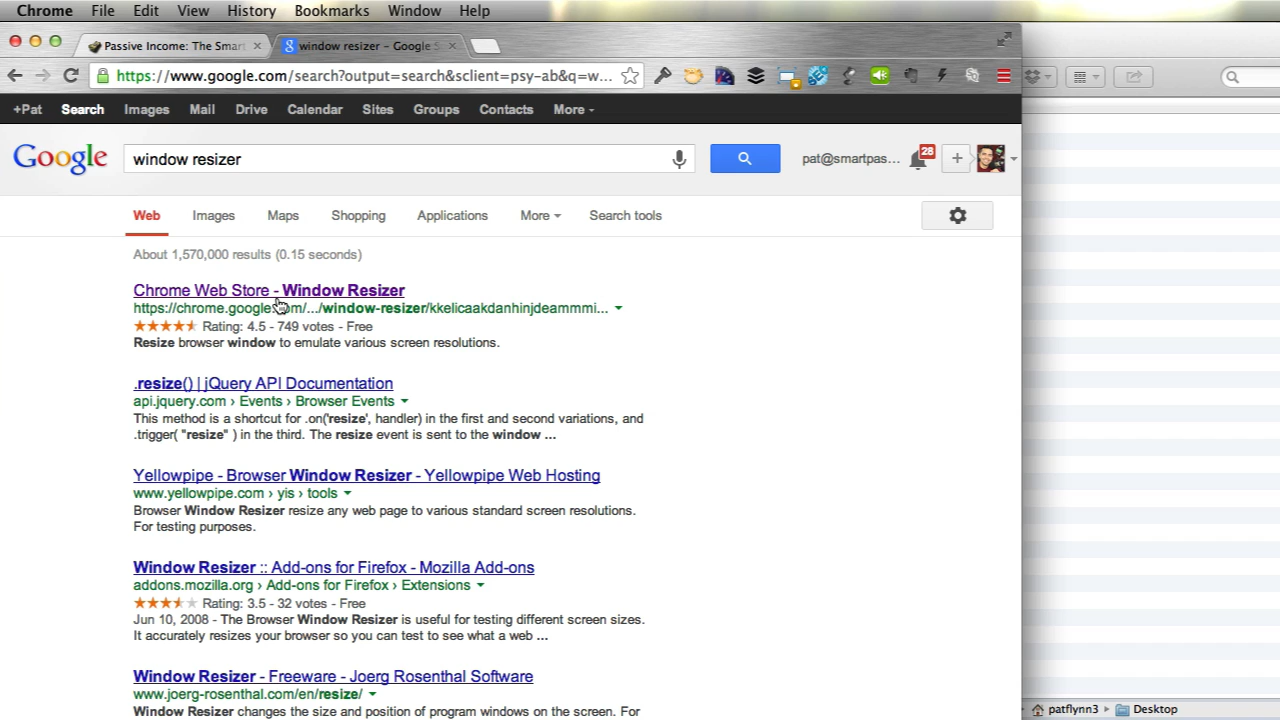 Chrome File Edit View History Bookmarks Window Help
Passive Income: The Smart
window resizer - Google S
https://www.google.com/search?output=search&sclient=psy-ab&q=w...
+Pat Search Images Mail Drive Calendar Sites Groups Contacts More
Google window resizer pat@smartpas... 28 +
Web Images Maps Shopping Applications More Search tools
About 1,570,000 results (0.15 seconds)
Chrome Web Store - Window Resizer
https://chrome.google.com/.../window-resizer/kkelicaakdanhinjdeammmi...
Rating: 4.5 - 749 votes - Free
Resize browser window to emulate various screen resolutions.
.resize() | jQuery API Documentation
api.jquery.com › Events › Browser Events
This method is a shortcut for .on('resize', handler) in the first and second variations, and
.trigger( "resize" ) in the third. The resize event is sent to the window ...
Yellowpipe - Browser Window Resizer - Yellowpipe Web Hosting
www.yellowpipe.com › yis › tools
Browser Window Resizer resize any web page to various standard screen resolutions.
For testing purposes.
Window Resizer :: Add-ons for Firefox - Mozilla Add-ons
addons.mozilla.org › Add-ons for Firefox › Extensions
Rating: 3.5 - 32 votes - Free
Jun 10, 2008 - The Browser Window Resizer is useful for testing different screen sizes.
It accurately resizes your browser so you can test to see what a web ...
Window Resizer - Freeware - Joerg Rosenthal Software
www.joerg-rosenthal.com/en/resize/
Window Resizer changes the size and position of program windows on the screen. For
patflynn3 Desktop